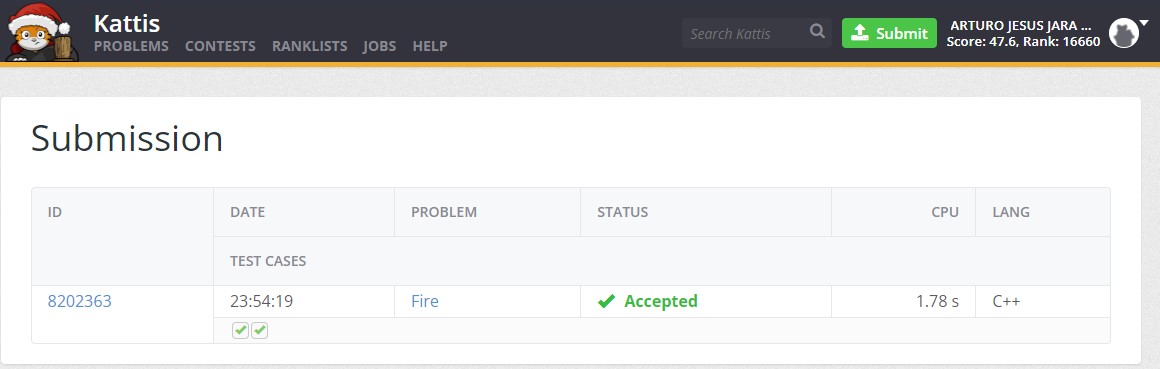 Kattis
PROBLEMS CONTESTS RANKLISTS JOBS HELP
Search Kattis
Submit
ARTURO JESUS JARA ...
Score: 47.6, Rank: 16660
Submission
ID DATE PROBLEM STATUS CPU LANG
TEST CASES
8202363 23:54:19 Fire Accepted 1.78 s C++